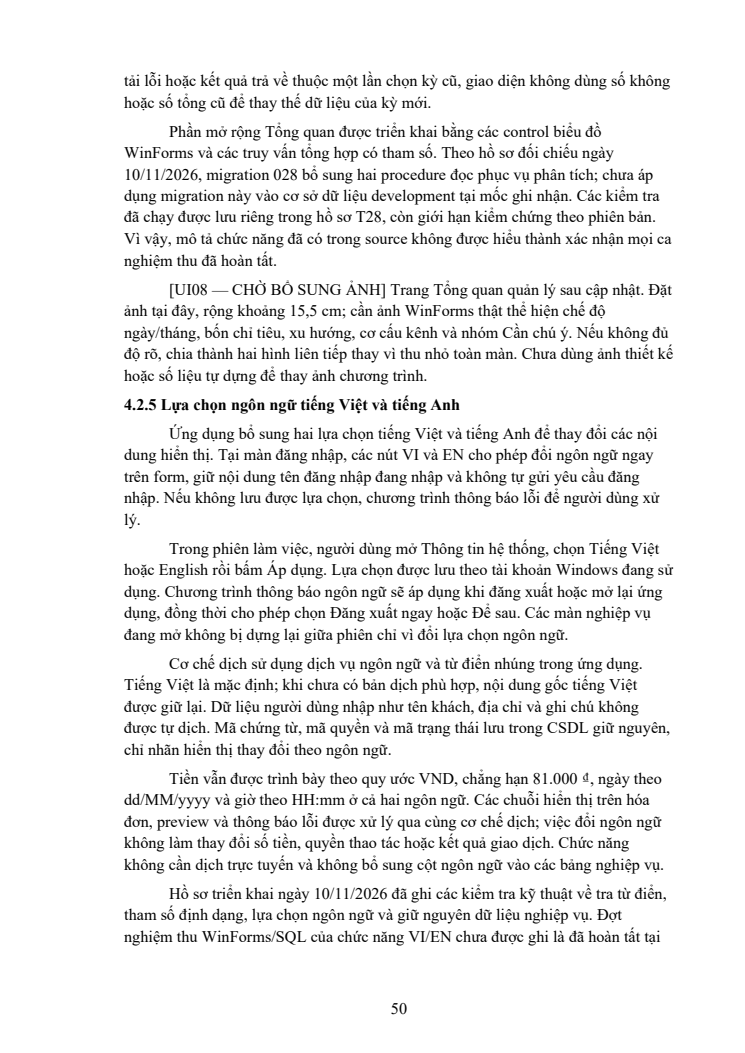 tải lỗi hoặc kết quả trả về thuộc một lần chọn kỳ cũ, giao diện không dùng số không
hoặc số tổng cũ để thay thế dữ liệu của kỳ mới.
Phần mở rộng Tổng quan được triển khai bằng các control biểu đồ
WinForms và các truy vấn tổng hợp có tham số. Theo hồ sơ đối chiếu ngày
10/11/2026, migration 028 bổ sung hai procedure đọc phục vụ phân tích; chưa áp
dụng migration này vào cơ sở dữ liệu development tại mốc ghi nhận. Các kiểm tra
đã chạy được lưu riêng trong hồ sơ T28, còn giới hạn kiểm chứng theo phiên bản.
Vì vậy, mô tả chức năng đã có trong source không được hiểu thành xác nhận mọi ca
nghiệm thu đã hoàn tất.
[UI08 — CHỜ BỔ SUNG ẢNH] Trang Tổng quan quản lý sau cập nhật. Đặt
ảnh tại đây, rộng khoảng 15,5 cm; cần ảnh WinForms thật thể hiện chế độ
ngày/tháng, bốn chỉ tiêu, xu hướng, cơ cấu kênh và nhóm Cần chú ý. Nếu không đủ
độ rõ, chia thành hai hình liên tiếp thay vì thu nhỏ toàn màn. Chưa dùng ảnh thiết kế
hoặc số liệu tự dựng để thay ảnh chương trình.
4.2.5 Lựa chọn ngôn ngữ tiếng Việt và tiếng Anh
Ứng dụng bổ sung hai lựa chọn tiếng Việt và tiếng Anh để thay đổi các nội
dung hiển thị. Tại màn đăng nhập, các nút VI và EN cho phép đổi ngôn ngữ ngay
trên form, giữ nội dung tên đăng nhập đang nhập và không tự gửi yêu cầu đăng
nhập. Nếu không lưu được lựa chọn, chương trình thông báo lỗi để người dùng xử
lý.
Trong phiên làm việc, người dùng mở Thông tin hệ thống, chọn Tiếng Việt
hoặc English rồi bấm Áp dụng. Lựa chọn được lưu theo tài khoản Windows đang sử
dụng. Chương trình thông báo ngôn ngữ sẽ áp dụng khi đăng xuất hoặc mở lại ứng
dụng, đồng thời cho phép chọn Đăng xuất ngay hoặc Để sau. Các màn nghiệp vụ
đang mở không bị dựng lại giữa phiên chỉ vì đổi lựa chọn ngôn ngữ.
Cơ chế dịch sử dụng dịch vụ ngôn ngữ và từ điển nhúng trong ứng dụng.
Tiếng Việt là mặc định; khi chưa có bản dịch phù hợp, nội dung gốc tiếng Việt
được giữ lại. Dữ liệu người dùng nhập như tên khách, địa chỉ và ghi chú không
được tự dịch. Mã chứng từ, mã quyền và mã trạng thái lưu trong CSDL giữ nguyên,
chỉ nhãn hiển thị thay đổi theo ngôn ngữ.
Tiền vẫn được trình bày theo quy ước VND, chẳng hạn 81.000 ₫, ngày theo
dd/MM/yyyy và giờ theo HH:mm ở cả hai ngôn ngữ. Các chuỗi hiển thị trên hóa
đơn, preview và thông báo lỗi được xử lý qua cùng cơ chế dịch; việc đổi ngôn ngữ
không làm thay đổi số tiền, quyền thao tác hoặc kết quả giao dịch. Chức năng
không cần dịch trực tuyến và không bổ sung cột ngôn ngữ vào các bảng nghiệp vụ.
Hồ sơ triển khai ngày 10/11/2026 đã ghi các kiểm tra kỹ thuật về tra từ điển,
tham số định dạng, lựa chọn ngôn ngữ và giữ nguyên dữ liệu nghiệp vụ. Đợt
nghiệm thu WinForms/SQL của chức năng VI/EN chưa được ghi là đã hoàn tất tại
50